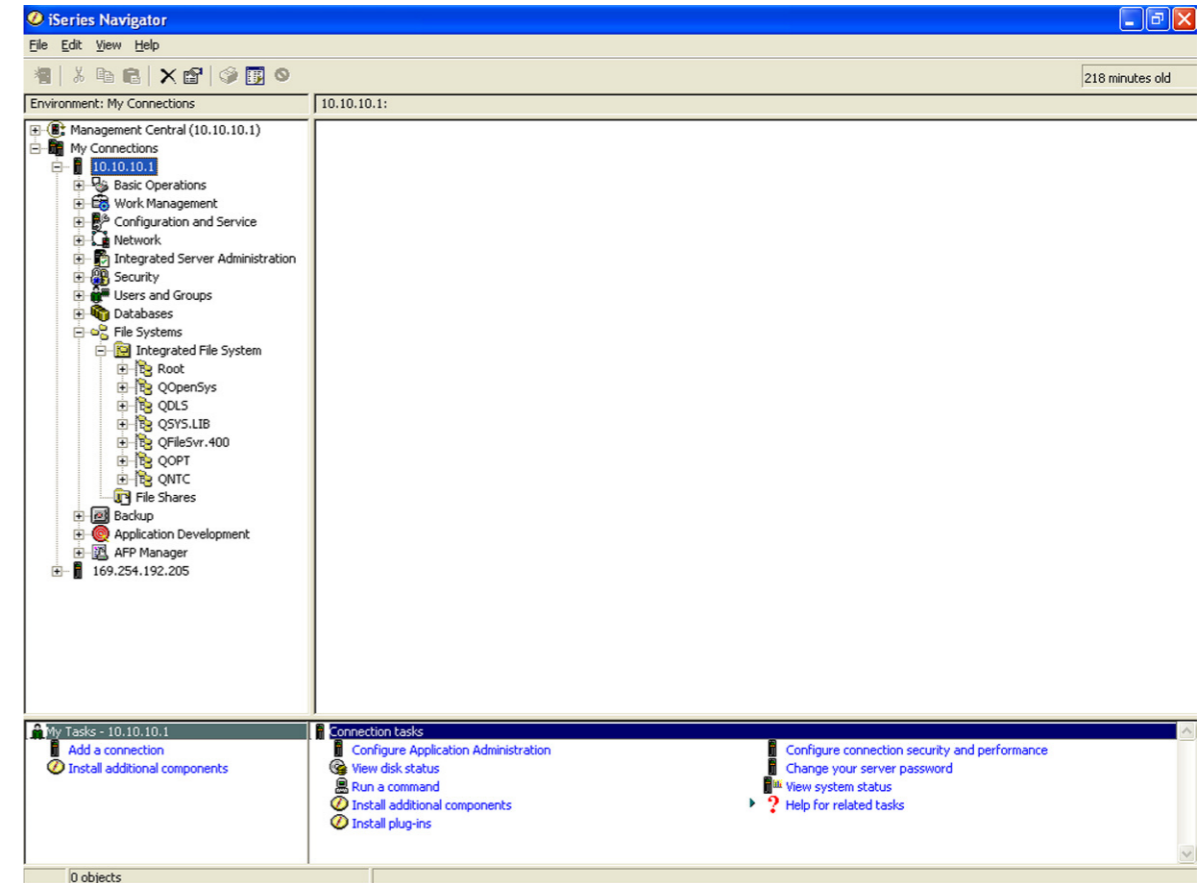 iSeries Navigator
File Edit View Help
218 minutes old
Environment: My Connections
10.10.10.1:
Management Central (10.10.10.1)
My Connections
10.10.10.1
Basic Operations
Work Management
Configuration and Service
Network
Integrated Server Administration
Security
Users and Groups
Databases
File Systems
Integrated File System
Root
QOpenSys
QDLS
QSYS.LIB
QFileSvr.400
QOPT
QNTC
File Shares
Backup
Application Development
AFP Manager
169.254.192.205
My Tasks - 10.10.10.1
Add a connection
Install additional components
Connection tasks
Configure Application Administration
View disk status
Run a command
Install additional components
Install plug-ins
Configure connection security and performance
Change your server password
View system status
Help for related tasks
0 objects